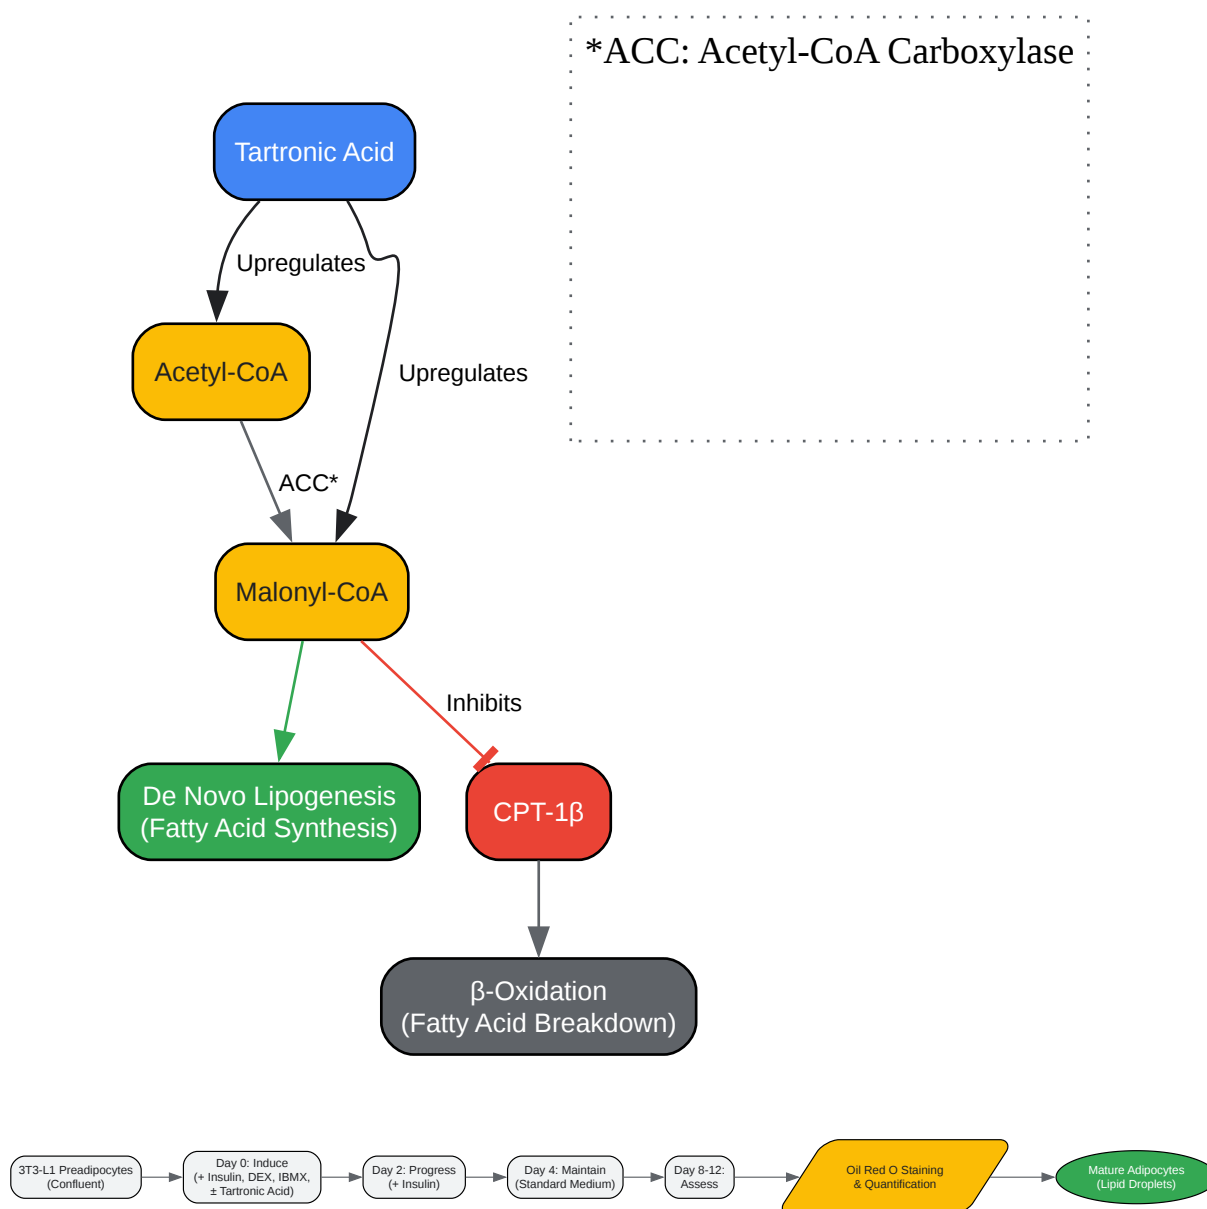 *ACC: Acetyl-CoA Carboxylase
Tartronic Acid
Upregulates
Acetyl-CoA
Upregulates
ACC*
Malonyl-CoA
Inhibits
De Novo Lipogenesis
(Fatty Acid Synthesis)
CPT-1β
β-Oxidation
(Fatty Acid Breakdown)
3T3-L1 Preadipocytes
(Confluent)
Day 0: Induce
(+ Insulin, DEX, IBMX,
± Tartronic Acid)
Day 2: Progress
(+ Insulin)
Day 4: Maintain
(Standard Medium)
Day 8-12:
Assess
Oil Red O Staining
& Quantification
Mature Adipocytes
(Lipid Droplets)